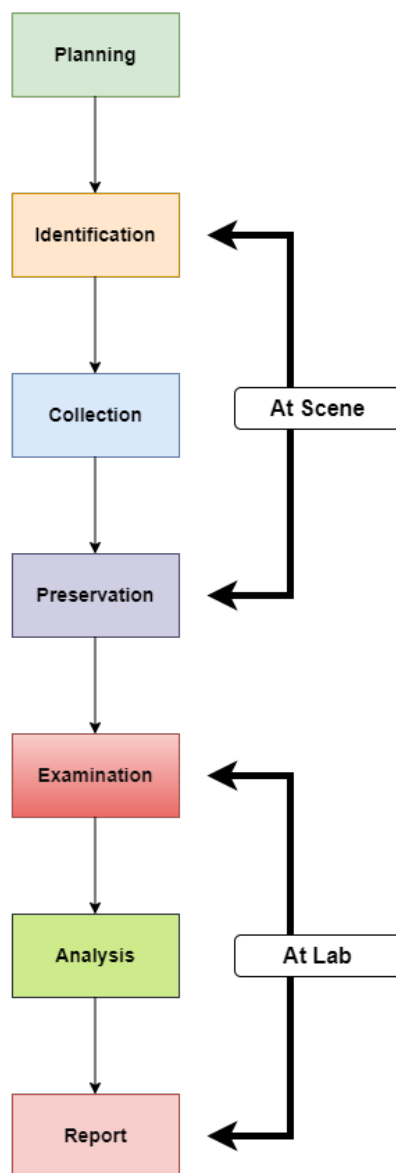 Planning
Identification
Collection
At Scene
Preservation
Examination
Analysis
At Lab
Report